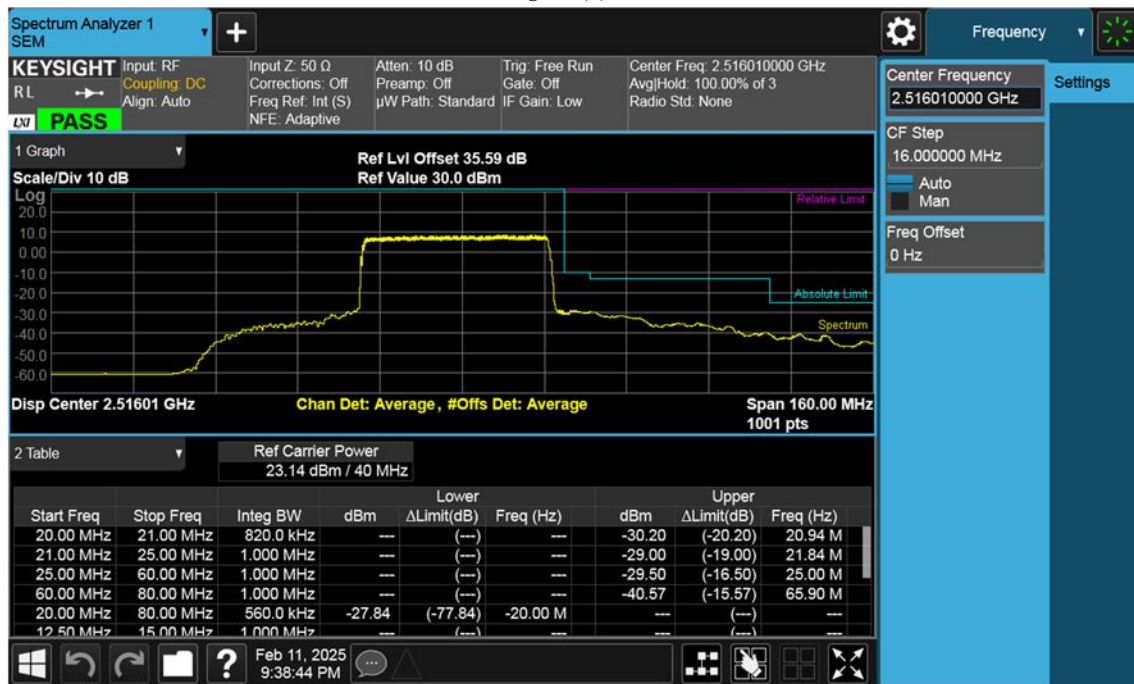 Spectrum Analyzer 1
SEM
Frequency
KEYSIGHT
RL
LXI PASS
Input: RF
Coupling: DC
Align: Auto
Input Z: 50 Ω
Corrections: Off
Freq Ref: Int (S)
NFE: Adaptive
Atten: 10 dB
Preamp: Off
µW Path: Standard
Trig: Free Run
Gate: Off
IF Gain: Low
Center Freq: 2.516010000 GHz
Avg|Hold: 100.00% of 3
Radio Std: None
Center Frequency
2.516010000 GHz
Settings
CF Step
16.000000 MHz
Auto
Man
Freq Offset
0 Hz
1 Graph
Scale/Div 10 dB
Ref Lvl Offset 35.59 dB
Ref Value 30.0 dBm
Log
Relative Limit
20.0
10.0
0.00
-10.0
-20.0
Absolute Limit
-30.0
Spectrum
-40.0
-50.0
-60.0
Disp Center 2.51601 GHz
Chan Det: Average, #Offs Det: Average
Span 160.00 MHz
1001 pts
2 Table
Ref Carrier Power
23.14 dBm / 40 MHz
Lower Upper
Start Freq Stop Freq Integ BW dBm ΔLimit(dB) Freq (Hz) dBm ΔLimit(dB) Freq (Hz)
20.00 MHz 21.00 MHz 820.0 kHz --- (---) --- -30.20 (-20.20) 20.94 M
21.00 MHz 25.00 MHz 1.000 MHz --- (---) --- -29.00 (-19.00) 21.84 M
25.00 MHz 60.00 MHz 1.000 MHz --- (---) --- -29.50 (-16.50) 25.00 M
60.00 MHz 80.00 MHz 1.000 MHz --- (---) --- -40.57 (-15.57) 65.90 M
20.00 MHz 80.00 MHz 560.0 kHz -27.84 (-77.84) -20.00 M --- (---) ---
12.50 MHz 15.00 MHz 1.000 MHz --- (---) --- --- (---) ---
?
Feb 11, 2025
9:38:44 PM